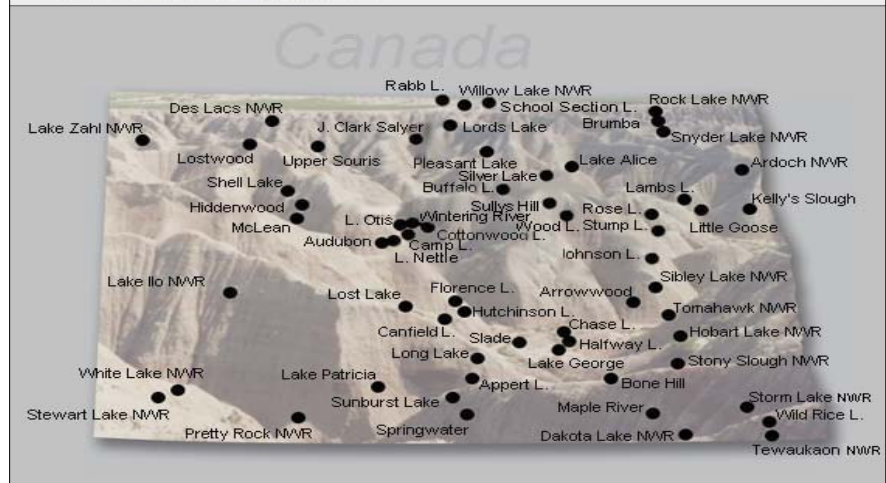 Canada
Rabb L.
Willow Lake NWR
Des Lacs NWR
School Section L.
Rock Lake NWR
Lake Zahl NWR
J. Clark Salyer
Lords Lake
Brumba
Snyder Lake NWR
Lostwood
Upper Souris
Pleasant Lake
Lake Alice
Ardoch NWR
Silver Lake
Shell Lake
Buffalo L.
Lambs L.
Hiddenwood
Sullys Hill
Kelly's Slough
L. Otis
Wintering River
Rose L.
McLean
Wood L.
Stump L.
Little Goose
Cottonwood L.
Audubon
Camp L.
L. Nettle
Johnson L.
Lake Ilo NWR
Florence L.
Sibley Lake NWR
Lost Lake
Arrowwood
Hutchinson L.
Tomahawk NWR
Canfield L.
Chase L.
Slade
Halfway L.
Hobart Lake NWR
Long Lake
Lake George
Stony Slough NWR
White Lake NWR
Lake Patricia
Appert L.
Bone Hill
Sunburst Lake
Storm Lake NWR
Stewart Lake NWR
Maple River
Wild Rice L.
Pretty Rock NWR
Springwater
Dakota Lake NWR
Tewaukaon NWR